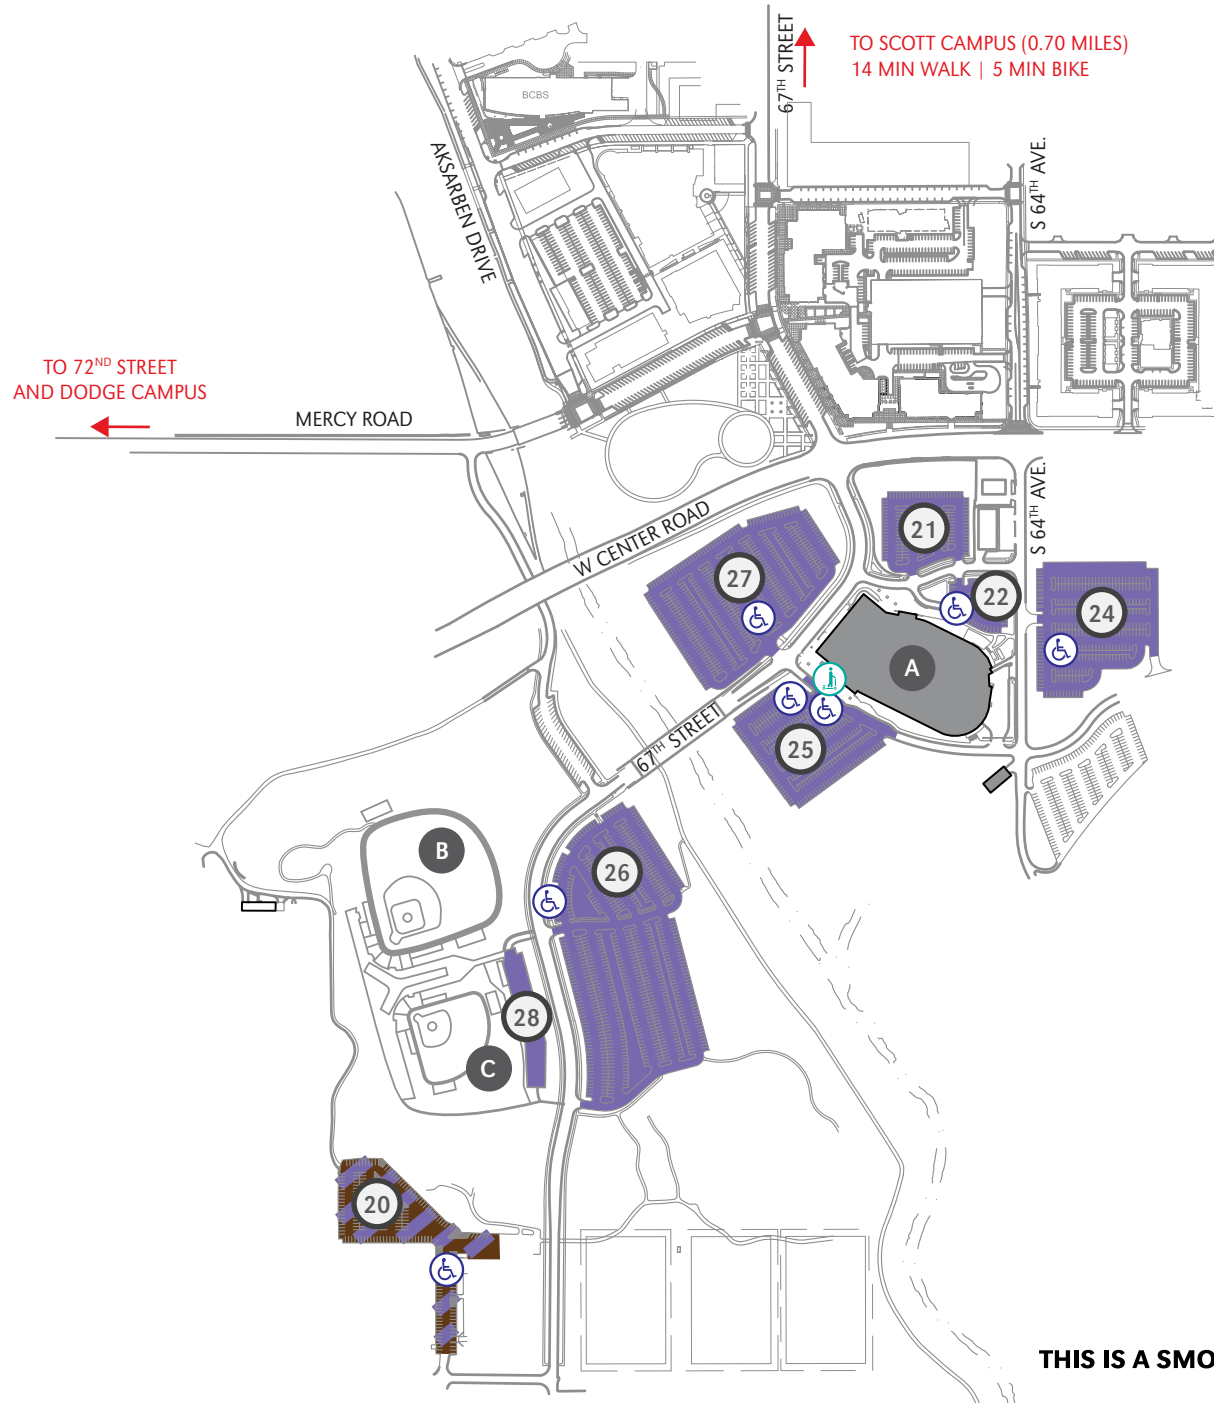 67TH STREET
TO SCOTT CAMPUS (0.70 MILES)
14 MIN WALK | 5 MIN BIKE
BCBS
AKSARBEN DRIVE
S 64TH AVE.
TO 72ND STREET
AND DODGE CAMPUS
MERCY ROAD
W CENTER ROAD
S 64TH AVE.
21
27
22
24
A
67TH STREET
25
B
26
28
C
20
THIS IS A SMO